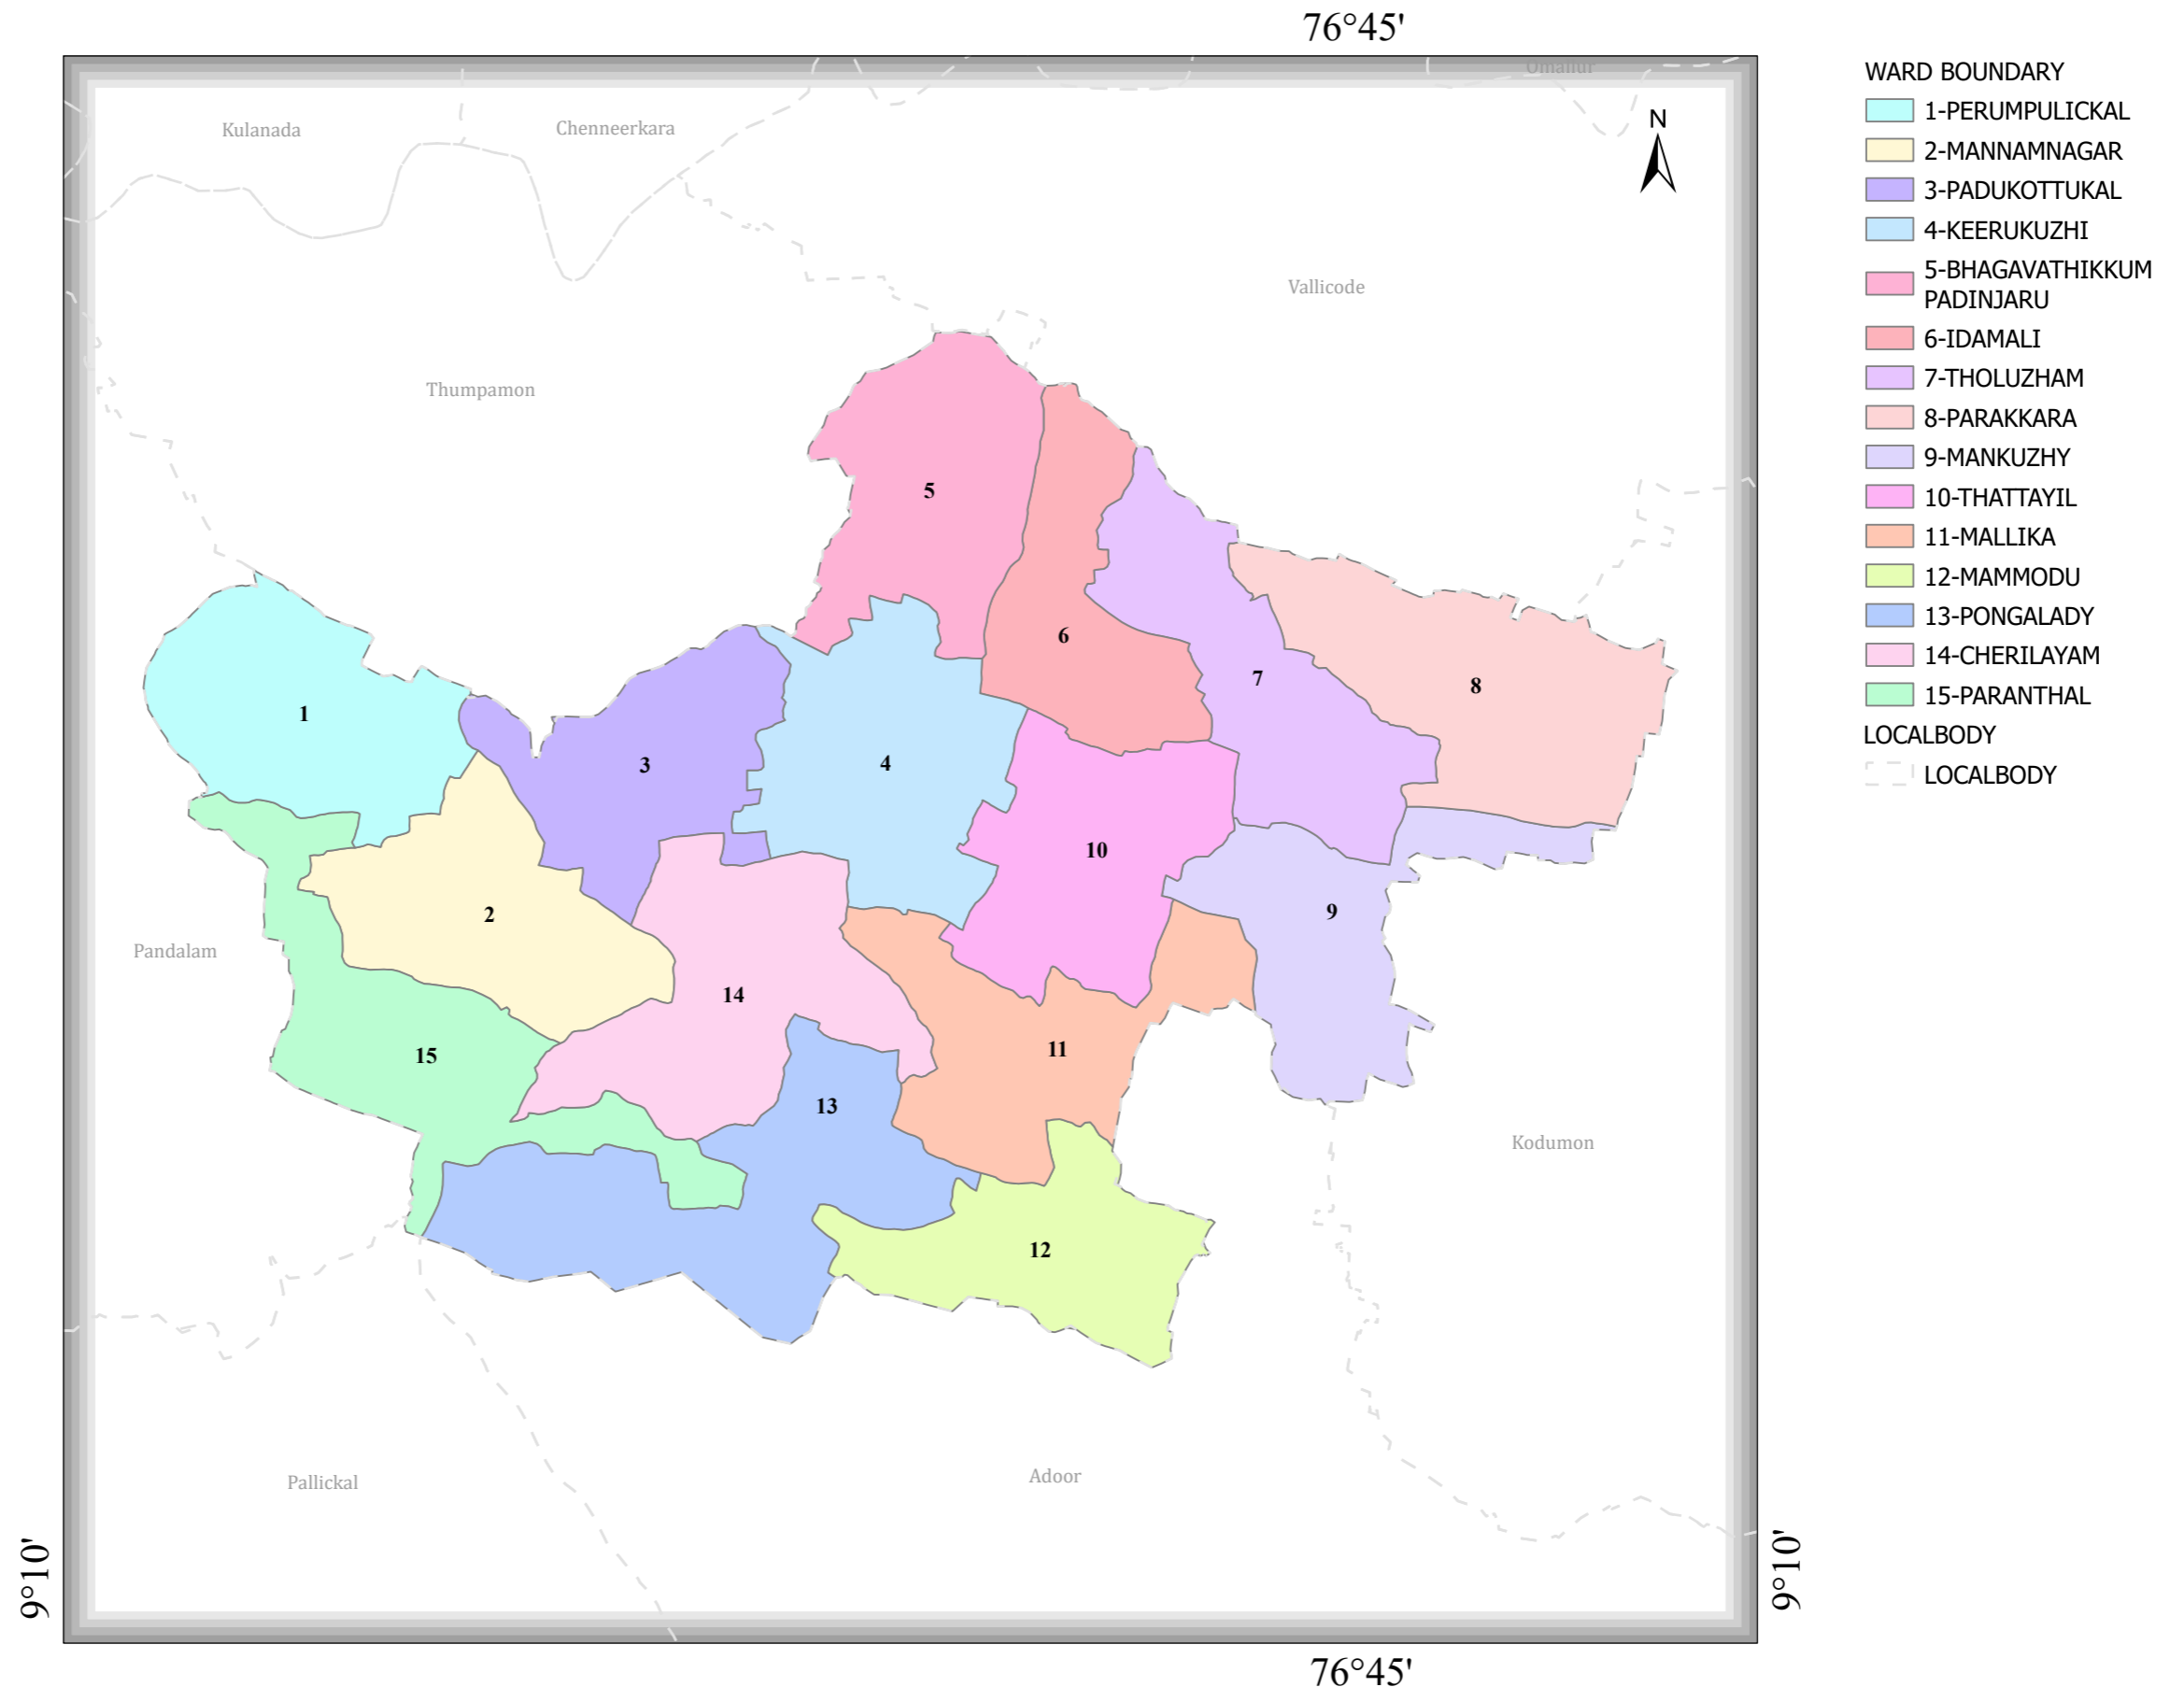 76°45'
Omallur
Kulanada
Chenneerkara
N
Vallicode
Thumpamon
5
6
7
8
1
3
4
10
2
9
Pandalam
14
11
15
13
Kodumon
12
Adoor
Pallickal
9°10'
9°10'
76°45'
WARD BOUNDARY
1-PERUMPULICKAL
2-MANNAMNAGAR
3-PADUKOTTUKAL
4-KEERUKUZHI
5-BHAGAVATHIKKUM
PADINJARU
6-IDAMALI
7-THOLUZHAM
8-PARAKKARA
9-MANKUZHY
10-THATTAYIL
11-MALLIKA
12-MAMMODU
13-PONGALADY
14-CHERILAYAM
15-PARANTHAL
LOCALBODY
LOCALBODY